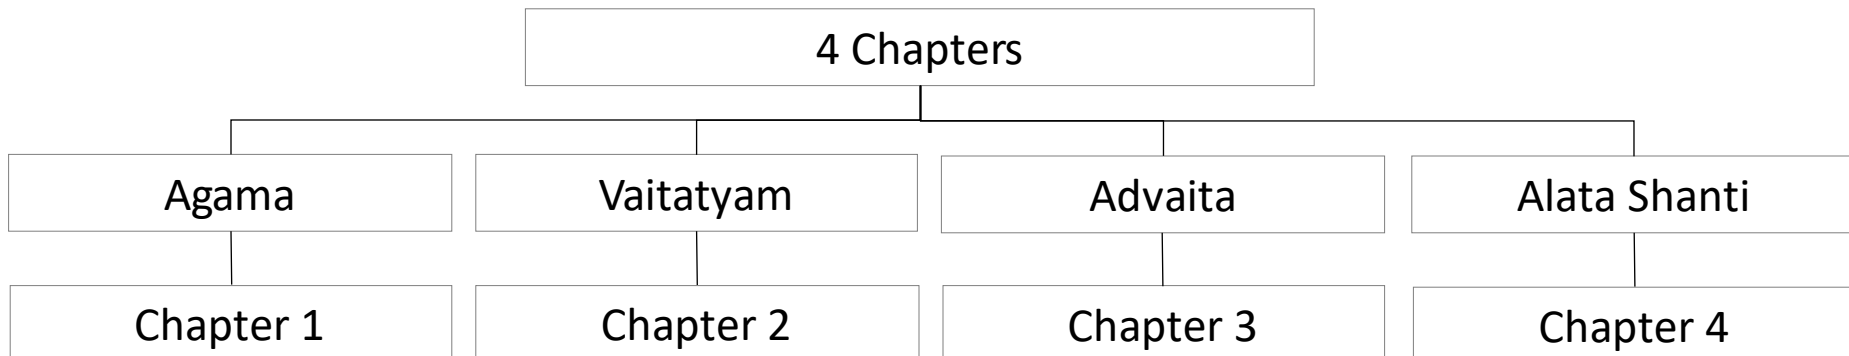 4 Chapters
Agama
Vaitatyam
Advaita
Alata Shanti
Chapter 1
Chapter 2
Chapter 3
Chapter 4